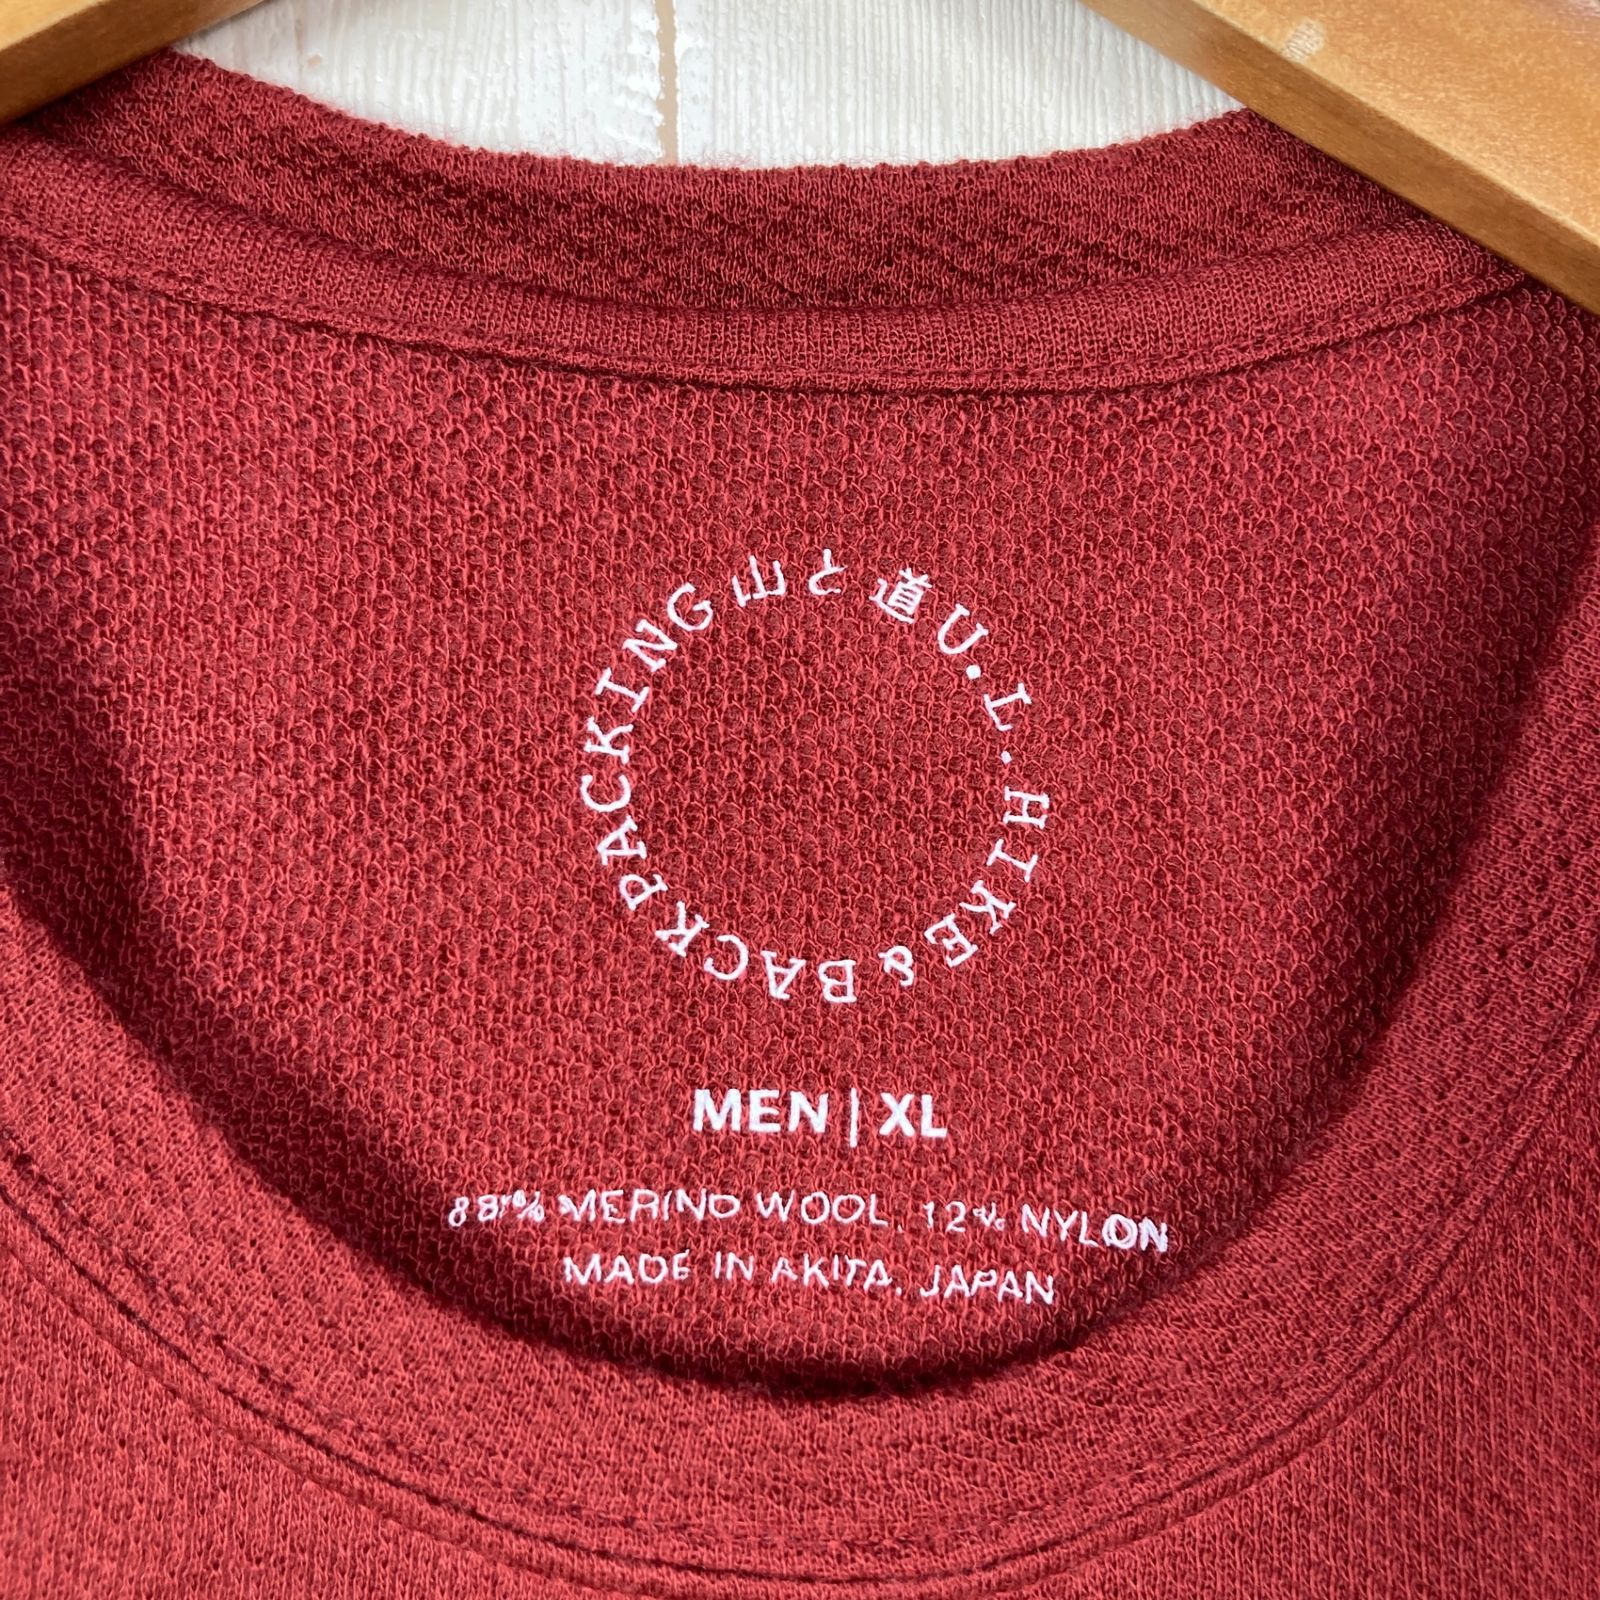 山と道 U.L. HIKE & BACKPACKING
MEN | XL
88% MERINO WOOL, 12% NYLON
MADE IN AKITA, JAPAN